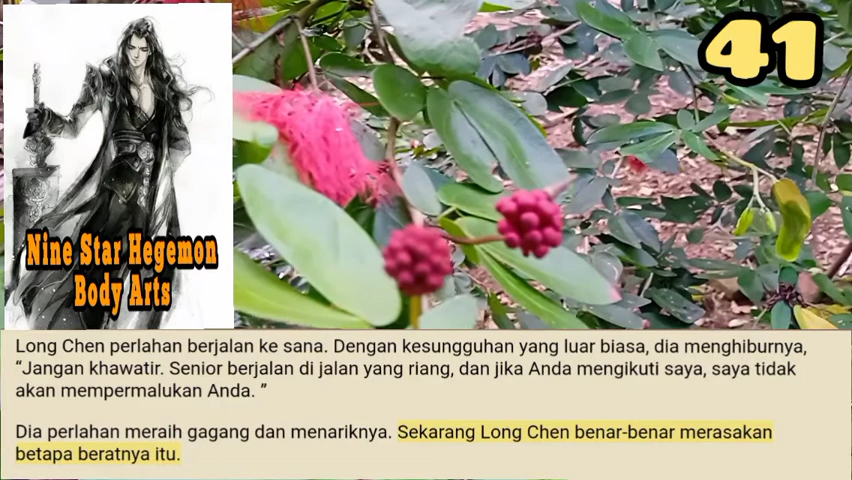 41
Nine Star Hegemon
Body Arts
Long Chen perlahan berjalan ke sana. Dengan kesungguhan yang luar biasa, dia menghiburnya,
“Jangan khawatir. Senior berjalan di jalan yang riang, dan jika Anda mengikuti saya, saya tidak
akan mempermalukan Anda. ”
Dia perlahan meraih gagang dan menariknya. Sekarang Long Chen benar-benar merasakan
betapa beratnya itu.